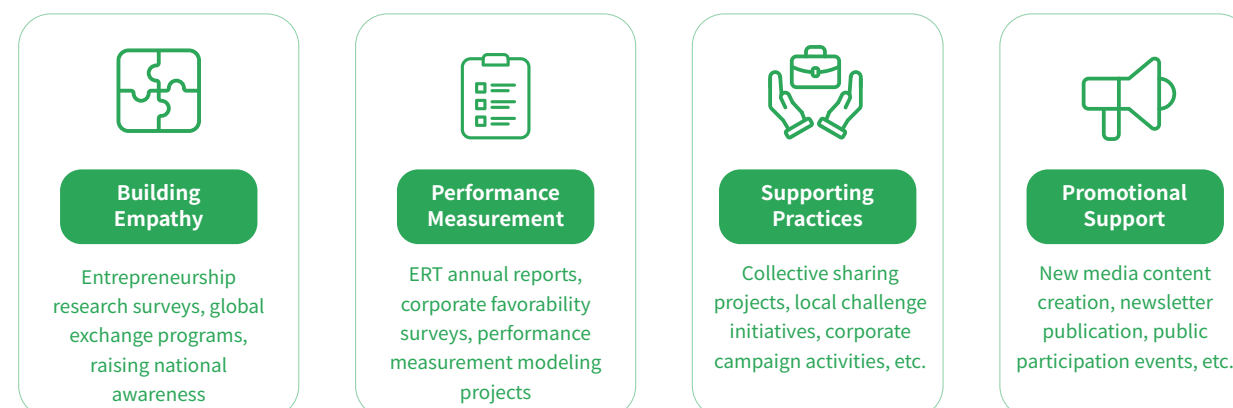 Building
Empathy
Entrepreneurship
research surveys, global
exchange programs,
raising national
awareness
Performance
Measurement
ERT annual reports,
corporate favorability
surveys, performance
measurement modeling
projects
Supporting
Practices
Collective sharing
projects, local challenge
initiatives, corporate
campaign activities, etc.
Promotional
Support
New media content
creation, newsletter
publication, public
participation events, etc.